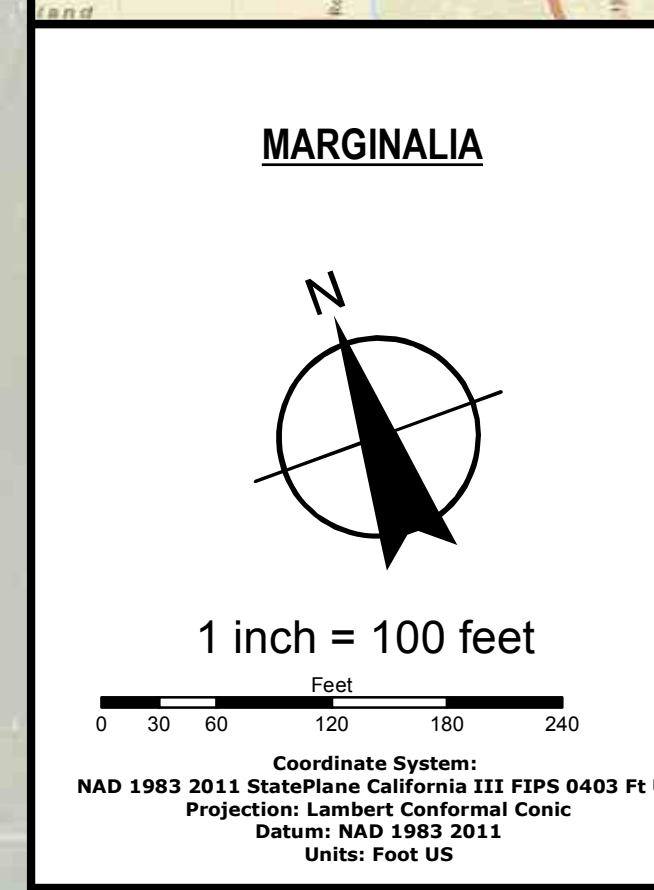 land
MARGINALIA
N
1 inch = 100 feet
Feet
0 30 60 120 180 240
Coordinate System:
NAD 1983 2011 StatePlane California III FIPS 0403 Ft
Projection: Lambert Conformal Conic
Datum: NAD 1983 2011
Units: Foot US